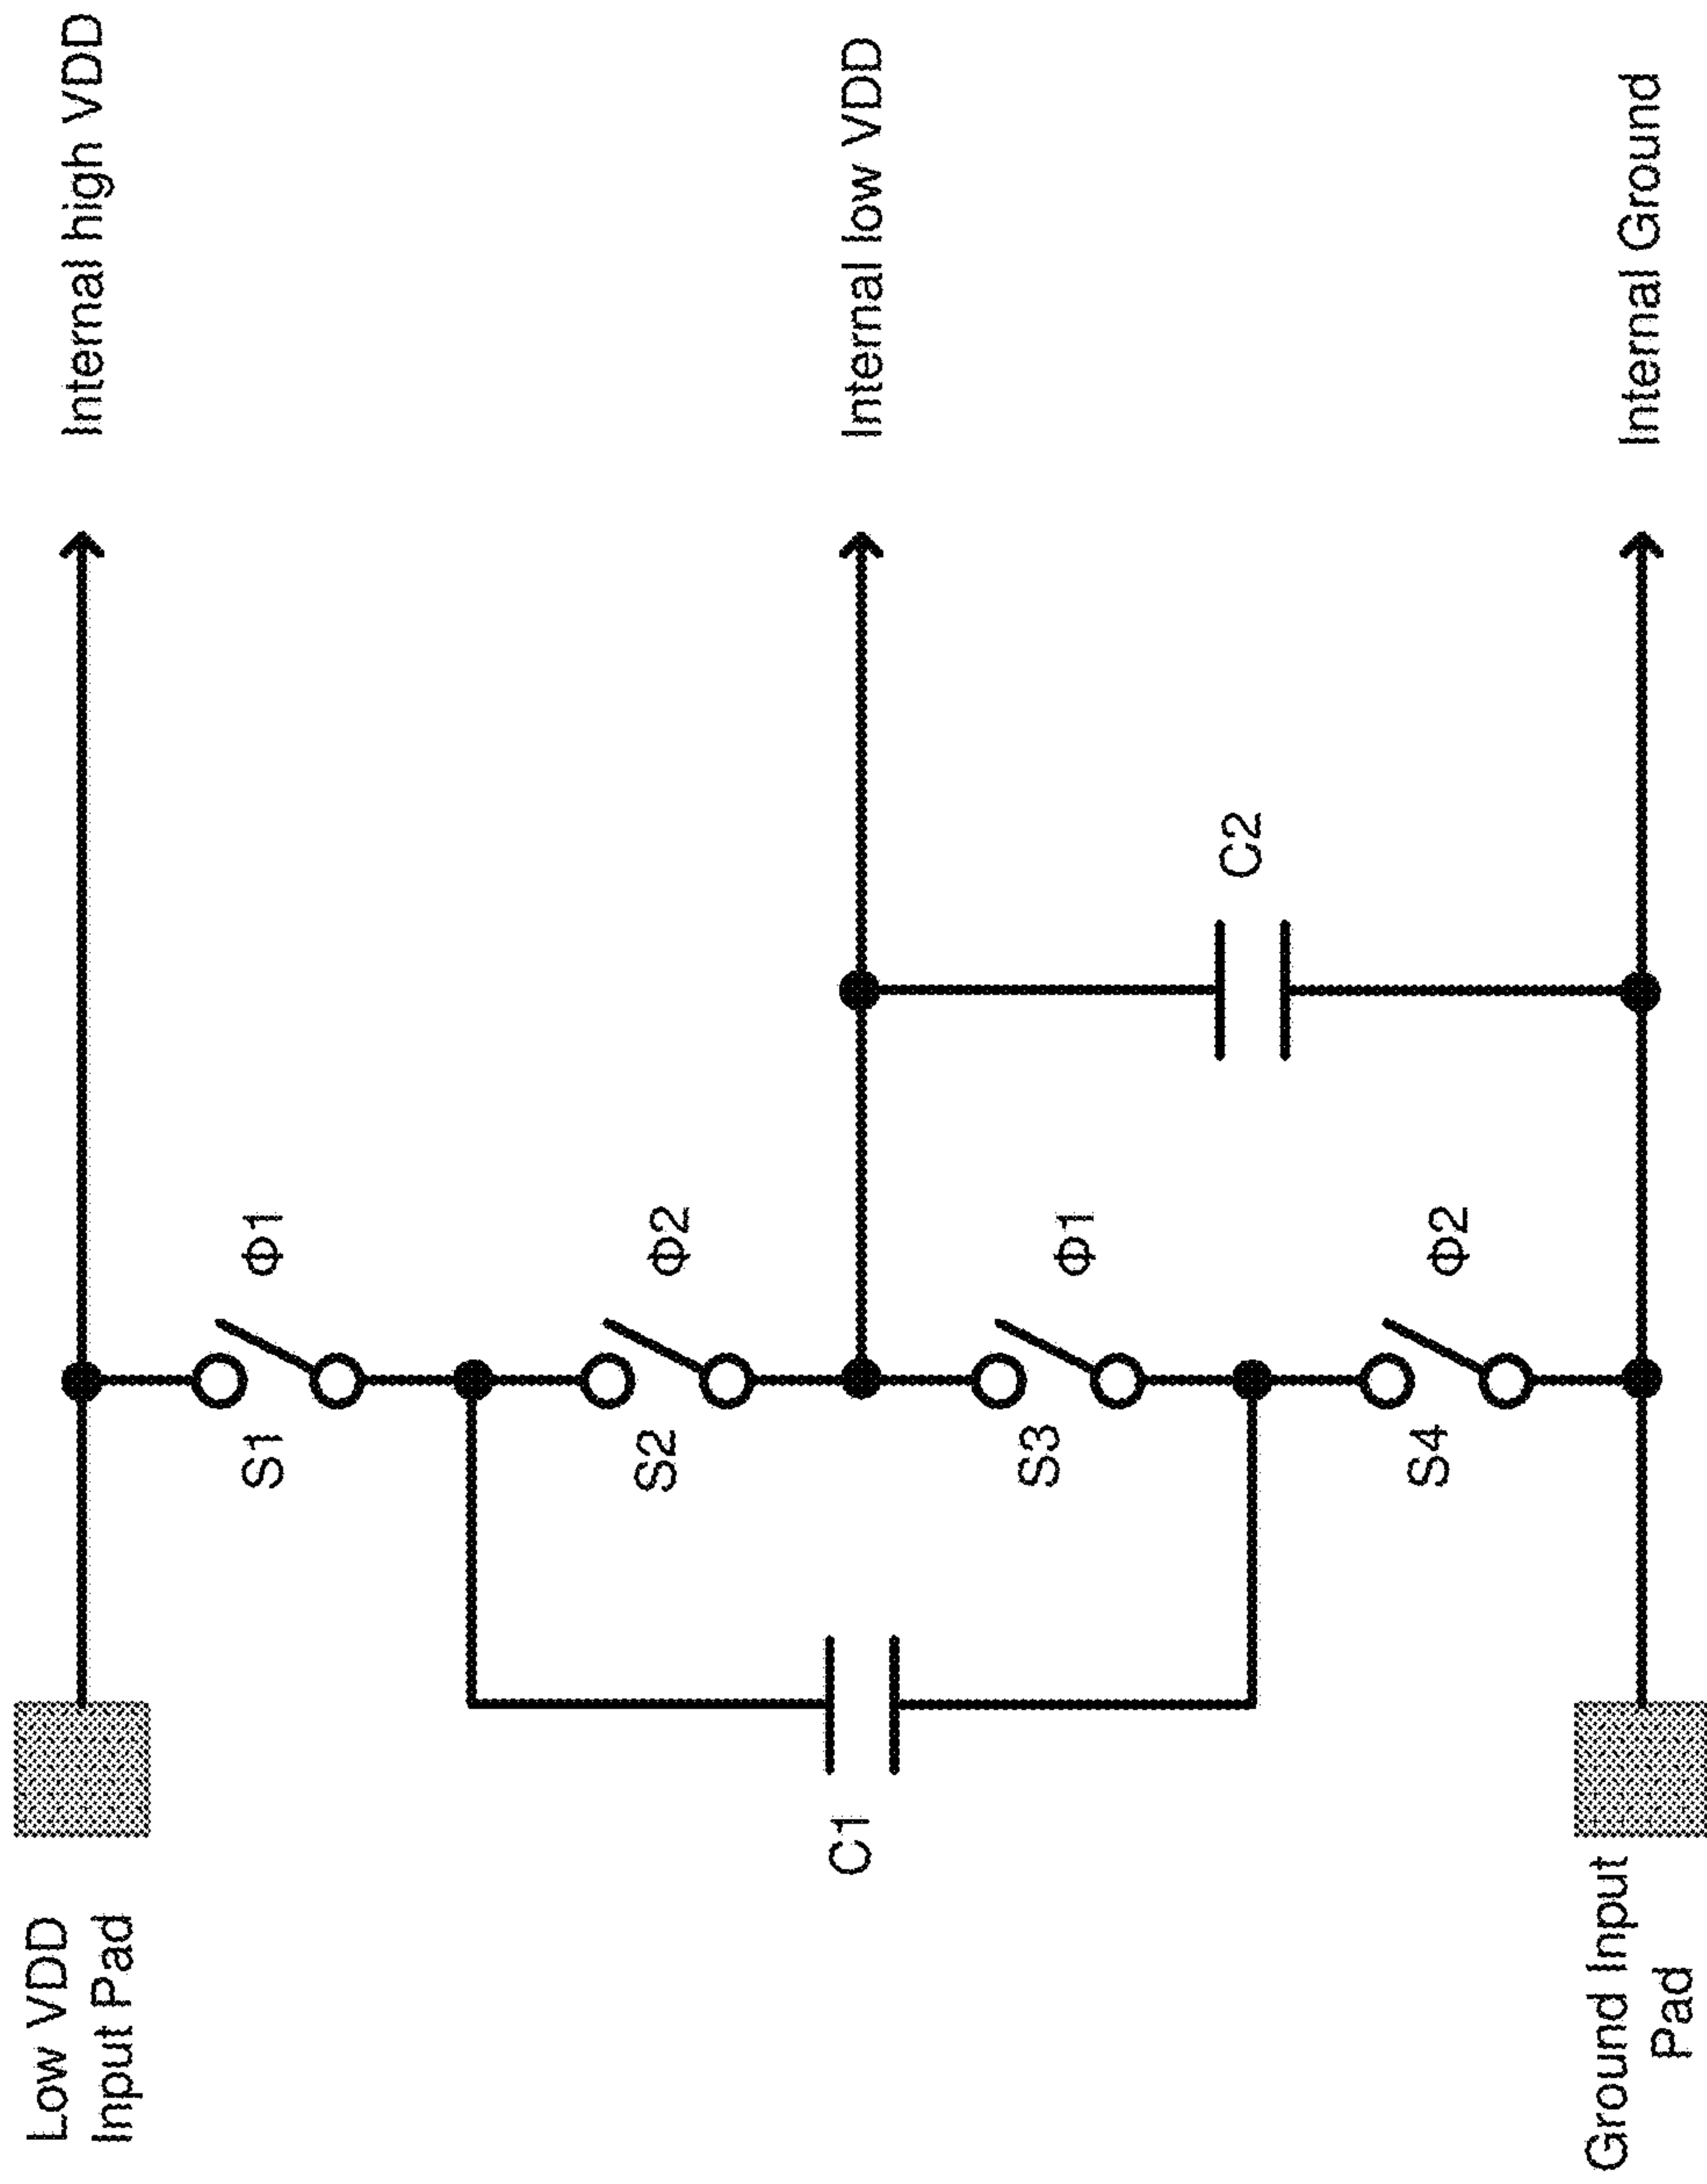 Low VDD
Input Pad
Internal high VDD
S1
Φ1
S2
Φ2
C1
Internal low VDD
S3
Φ1
C2
S4
Φ2
Ground Input
Pad
Internal Ground